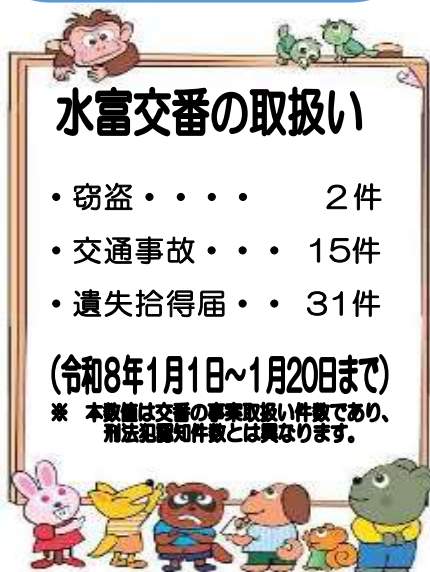 水富交番の取扱い
・窃盗・・・・ 2件
・交通事故・・・ 15件
・遺失拾得届・・ 31件
（令和8年1月1日～1月20日まで）
※ 本数値は交番の事案取扱い件数であり、
刑法犯認知件数とは異なります。